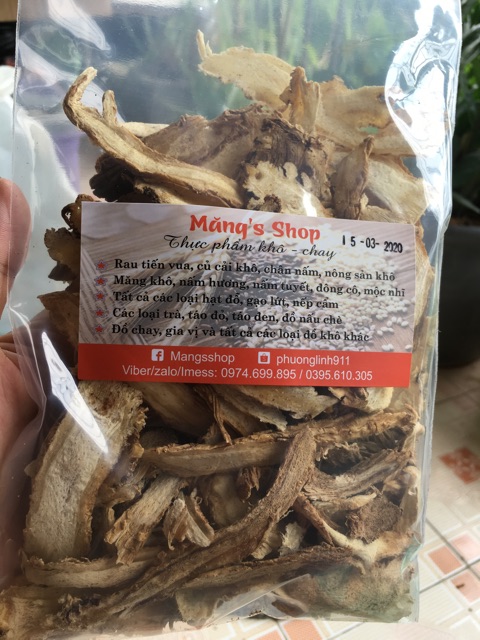 Măng's Shop
15-03-2020
Thực phẩm khô - chay
Rau tiến vua, củ cải khô, chân nấm, nông sản khô
Măng khô, nấm hương, nấm tuyết, đông cô, mộc nhĩ
Tất cả các loại hạt đỗ, gạo lứt, nếp cẩm
Các loại trà, táo đỏ, táo đen, đồ nấu chè
Đồ chay, gia vị và tất cả các loại đồ khô khác
Mangsshop phuonglinh911
Viber/zalo/Imess: 0974.699.895 / 0395.610.305